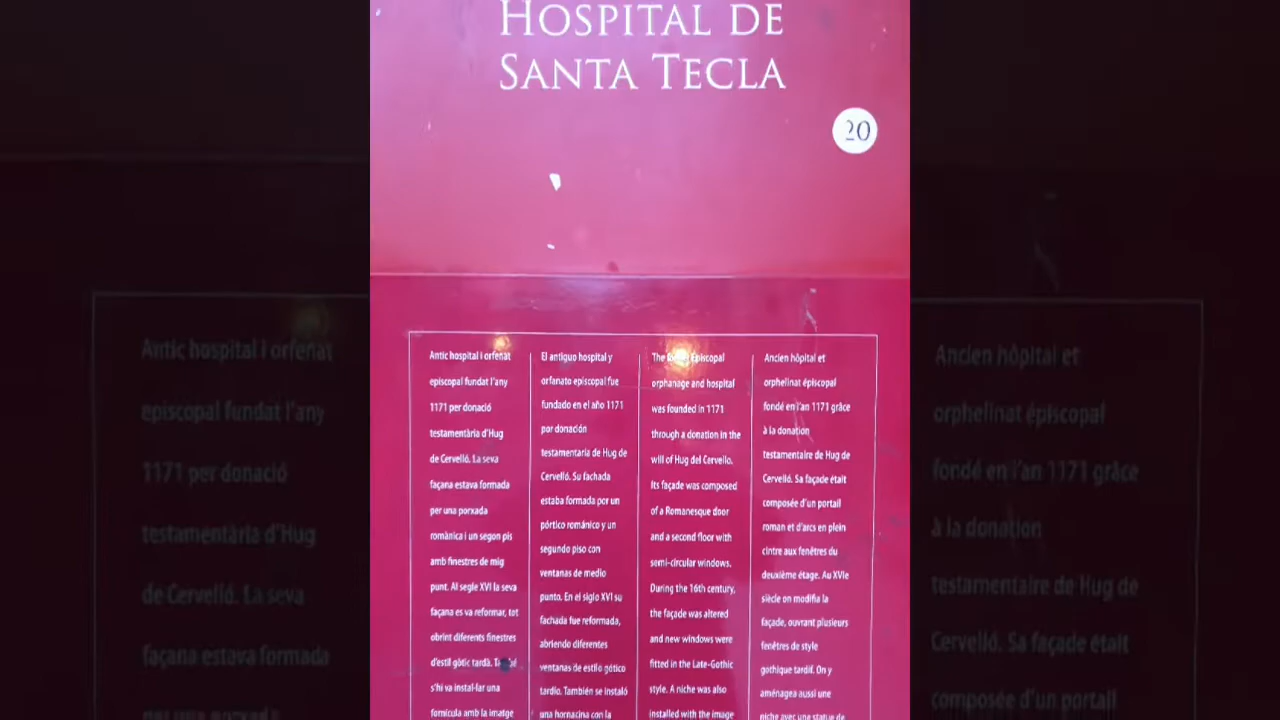 HOSPITAL DE
SANTA TECLA
20
Antic hospital i orfenat
episcopal fundat l'any
1171 per donació
testamentària d'Hug
de Cervelló. La seva
façana estava formada
per una porxada
romànica i un segon pis
amb finestres de mig
punt. Al segle XVI la seva
façana es va reformar, tot
obrint diferents finestres
d'estil gòtic tardà.
s'hi va instal·lar una
fornícula amb la imatge
El antiguo hospital y
orfanato episcopal fue
fundado en el año 1171
por donación
testamentaria de Hug de
Cervelló. Su fachada
estaba formada por un
pórtico románico y un
segundo piso con
ventanas de medio
punto. En el siglo XVI su
fachada fue reformada,
abriendo diferentes
ventanas de estilo gótico
tardío. También se instaló
una hornacina con la
The Episcopal
orphanage and hospital
was founded in 1171
through a donation in the
will of Hug del Cervello.
Its façade was composed
of a Romanesque door
and a second floor with
semi-circular windows.
During the 16th century,
the façade was altered
and new windows were
fitted in the Late-Gothic
style. A niche was also
installed with the image
Ancien hôpital et
orphelinat épiscopal
fondé en l'an 1171 grâce
à la donation
testamentaire de Hug de
Cervelló. Sa façade était
composée d'un portail
roman et d'arcs en plein
cintre aux fenêtres du
deuxième étage. Au XVIe
siècle on modifia la
façade, ouvrant plusieurs
fenêtres de style
gothique tardif. On y
aménagea aussi une
niche avec une statue de